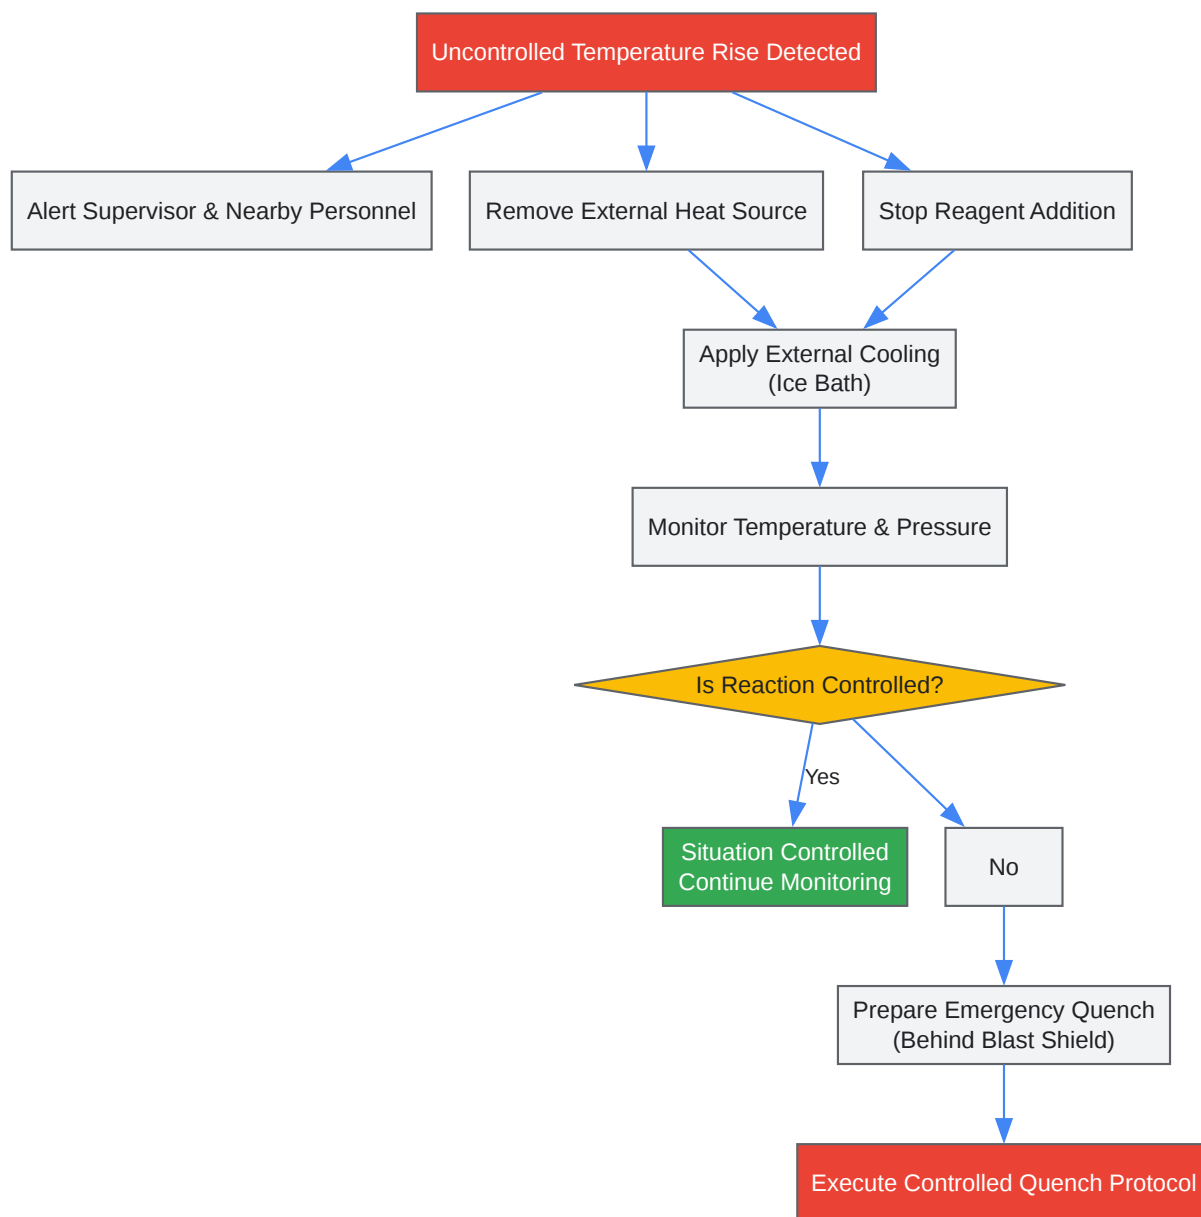 Uncontrolled Temperature Rise Detected
Alert Supervisor & Nearby Personnel
Remove External Heat Source
Stop Reagent Addition
Apply External Cooling
(Ice Bath)
Monitor Temperature & Pressure
Is Reaction Controlled?
Yes
Situation Controlled
Continue Monitoring
No
Prepare Emergency Quench
(Behind Blast Shield)
Execute Controlled Quench Protocol